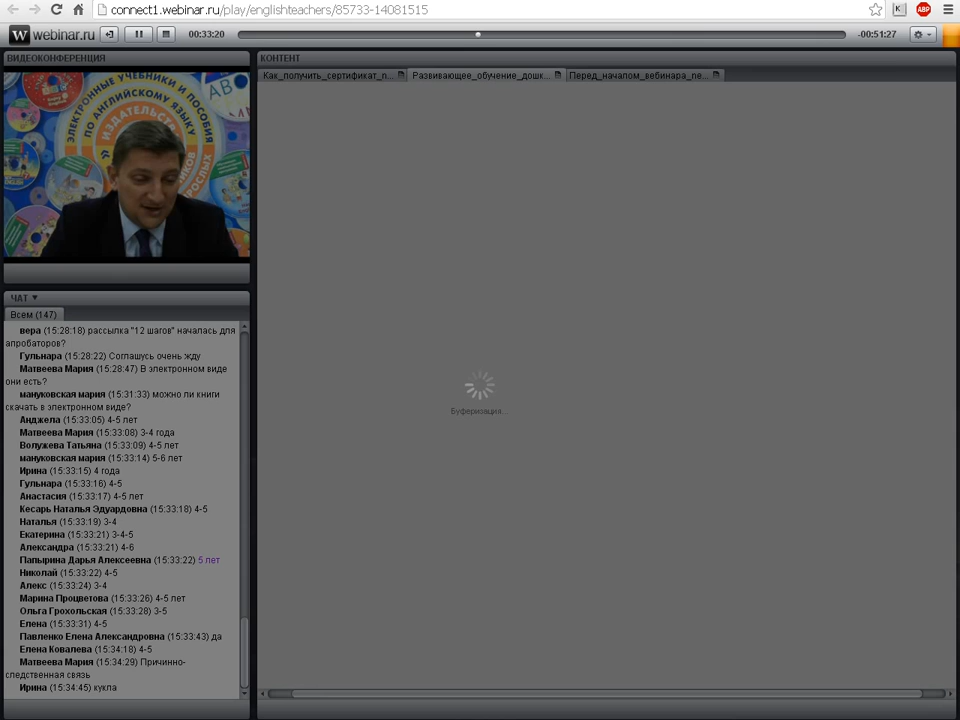 connect1.webinar.ru/play/englishteachers/85733-14081515
K
ABP
W webinar.ru
00:33:20
-00:51:27
ВИДЕОКОНФЕРЕНЦИЯ
КОНТЕНТ
Как_получить_сертификат_п...
Развивающее_обучение_дошк...
Перед_началом_вебинара_пе...
ЭЛЕКТРОННЫЕ УЧЕБНИКИ И ПОСОБИЯ
ПО АНГЛИЙСКОМУ ЯЗЫКУ
ИЗДАТЕЛЬСТВА
ЧАТ
Всем (147)
вера (15:28:18) рассылка "12 шагов" началась для
апробаторов?
Гульнара (15:28:22) Соглашусь очень жду
Матвеева Мария (15:28:47) В электронном виде
они есть?
мануковская мария (15:31:33) можно ли книги
скачать в электронном виде?
Анджела (15:33:05) 4-5 лет
Матвеева Мария (15:33:08) 3-4 года
Волужева Татьяна (15:33:09) 4-5 лет
мануковская мария (15:33:14) 5-6 лет
Ирина (15:33:15) 4 года
Гульнара (15:33:16) 4-5
Анастасия (15:33:17) 4-5 лет
Кесарь Наталья Эдуардовна (15:33:18) 4-5
Наталья (15:33:19) 3-4
Екатерина (15:33:21) 3-4-5
Александра (15:33:21) 4-6
Папырина Дарья Алексеевна (15:33:22) 5 лет
Николай (15:33:22) 4-5
Алекс (15:33:24) 3-4
Марина Процветова (15:33:26) 4-5 лет
Ольга Грохольская (15:33:28) 3-5
Елена (15:33:31) 4-5
Павленко Елена Александровна (15:33:43) да
Елена Ковалева (15:34:18) 4-5
Матвеева Мария (15:34:29) Причинно-
следственная связь
Ирина (15:34:45) кукла
Буферизация...